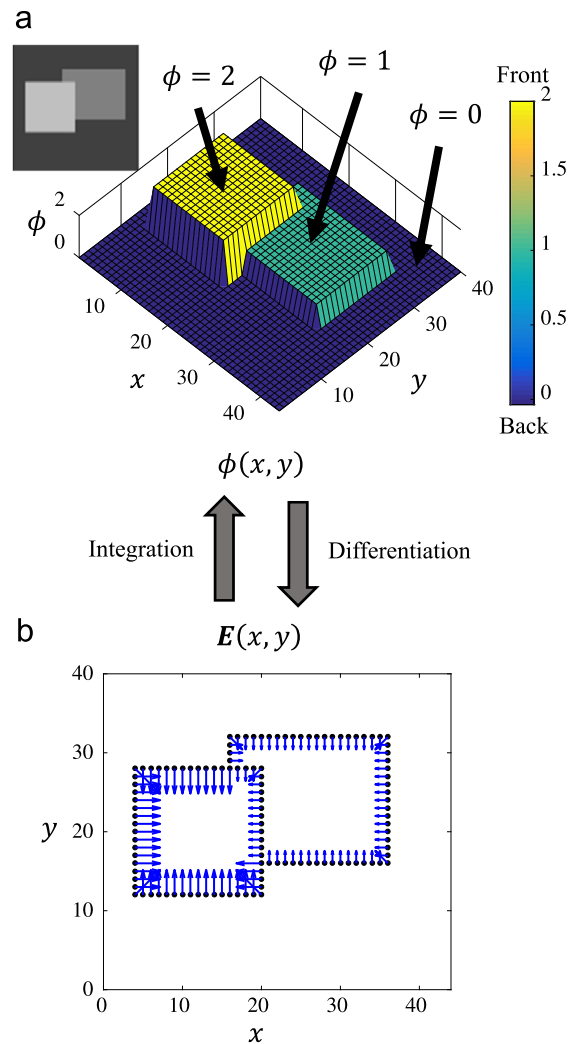 a
ϕ = 2
ϕ = 1
ϕ = 0
Front
2
1.5
1
0.5
0
Back
ϕ
2
0
10
20
30
40
x
10
20
30
40
y
ϕ(x, y)
Integration
Differentiation
b
E(x, y)
40
30
20
10
0
y
0
10
20
30
40
x